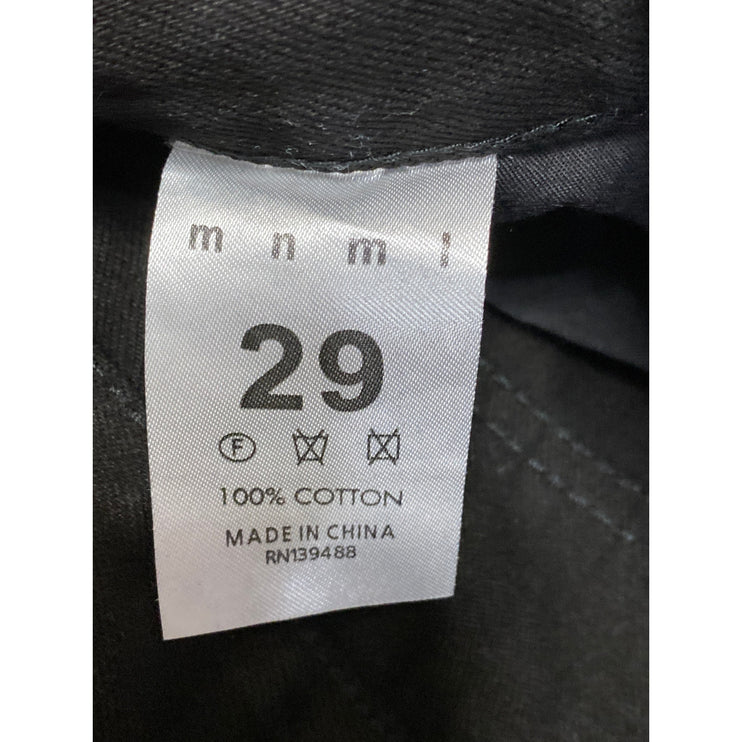 m n m l
29
F
100% COTTON
MADE IN CHINA
RN139488